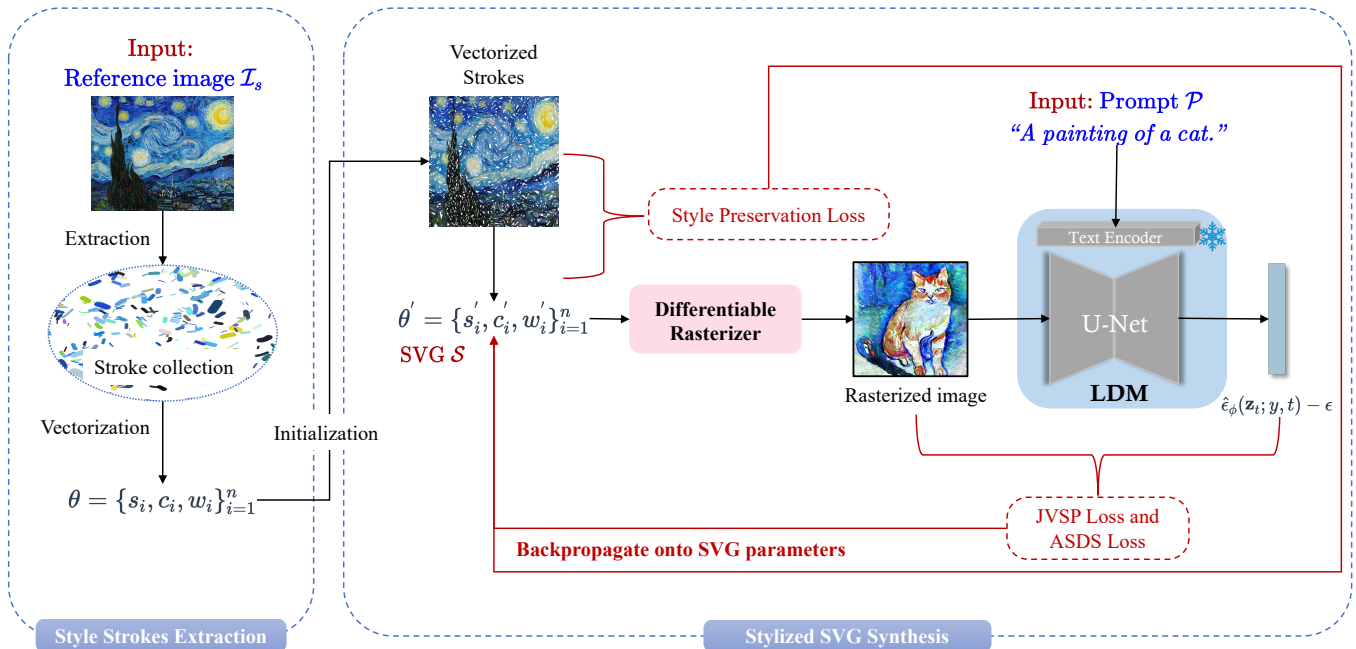 Input:
Reference image $\mathcal{I}_s$
Extraction
Stroke collection
Vectorization
$\theta = \{s_i, c_i, w_i\}_{i=1}^{n}$
Style Strokes Extraction
Initialization
Vectorized
Strokes
$\theta^{'} = \{s_i^{'}, c_i^{'}, w_i^{'}\}_{i=1}^{n}$
SVG $\mathcal{S}$
Style Preservation Loss
Differentiable
Rasterizer
Rasterized image
Input: Prompt $\mathcal{P}$
“A painting of a cat.”
Text Encoder
U-Net
LDM
$\hat{\epsilon}_\phi(\mathbf{z}_t; y, t) - \epsilon$
JVSP Loss and
ASDS Loss
Backpropagate onto SVG parameters
Stylized SVG Synthesis